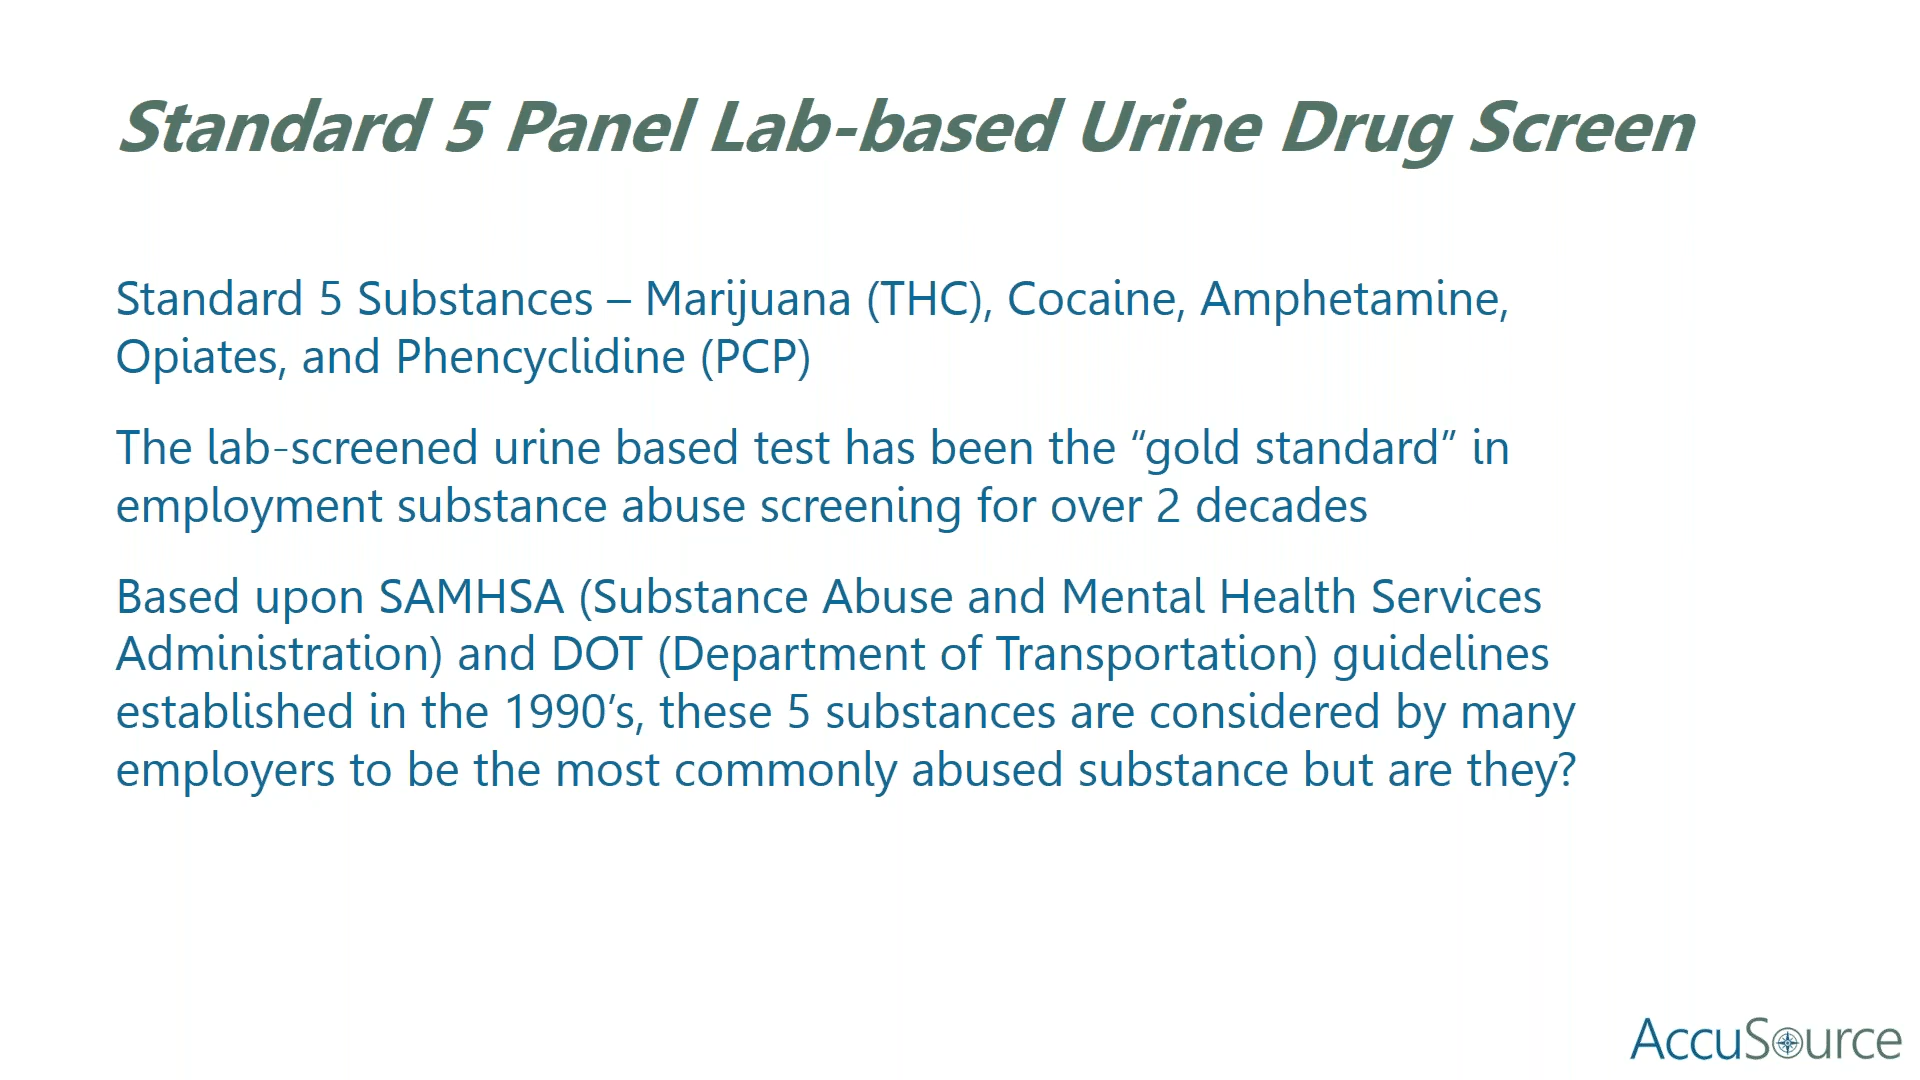 Standard 5 Panel Lab-based Urine Drug Screen
Standard 5 Substances – Marijuana (THC), Cocaine, Amphetamine,
Opiates, and Phencyclidine (PCP)
The lab-screened urine based test has been the “gold standard” in
employment substance abuse screening for over 2 decades
Based upon SAMHSA (Substance Abuse and Mental Health Services
Administration) and DOT (Department of Transportation) guidelines
established in the 1990’s, these 5 substances are considered by many
employers to be the most commonly abused substance but are they?
AccuSource